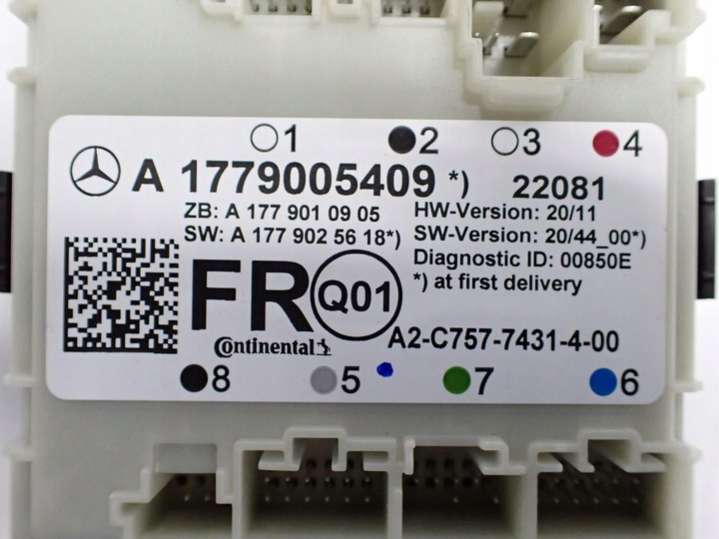 1 2 3 4
A 1779005409 *) 22081
ZB: A 177 901 09 05 HW-Version: 20/11
SW: A 177 902 56 18*) SW-Version: 20/44_00*)
Diagnostic ID: 00850E
*) at first delivery
FR Q01
Continental A2-C757-7431-4-00
8 5 7 6